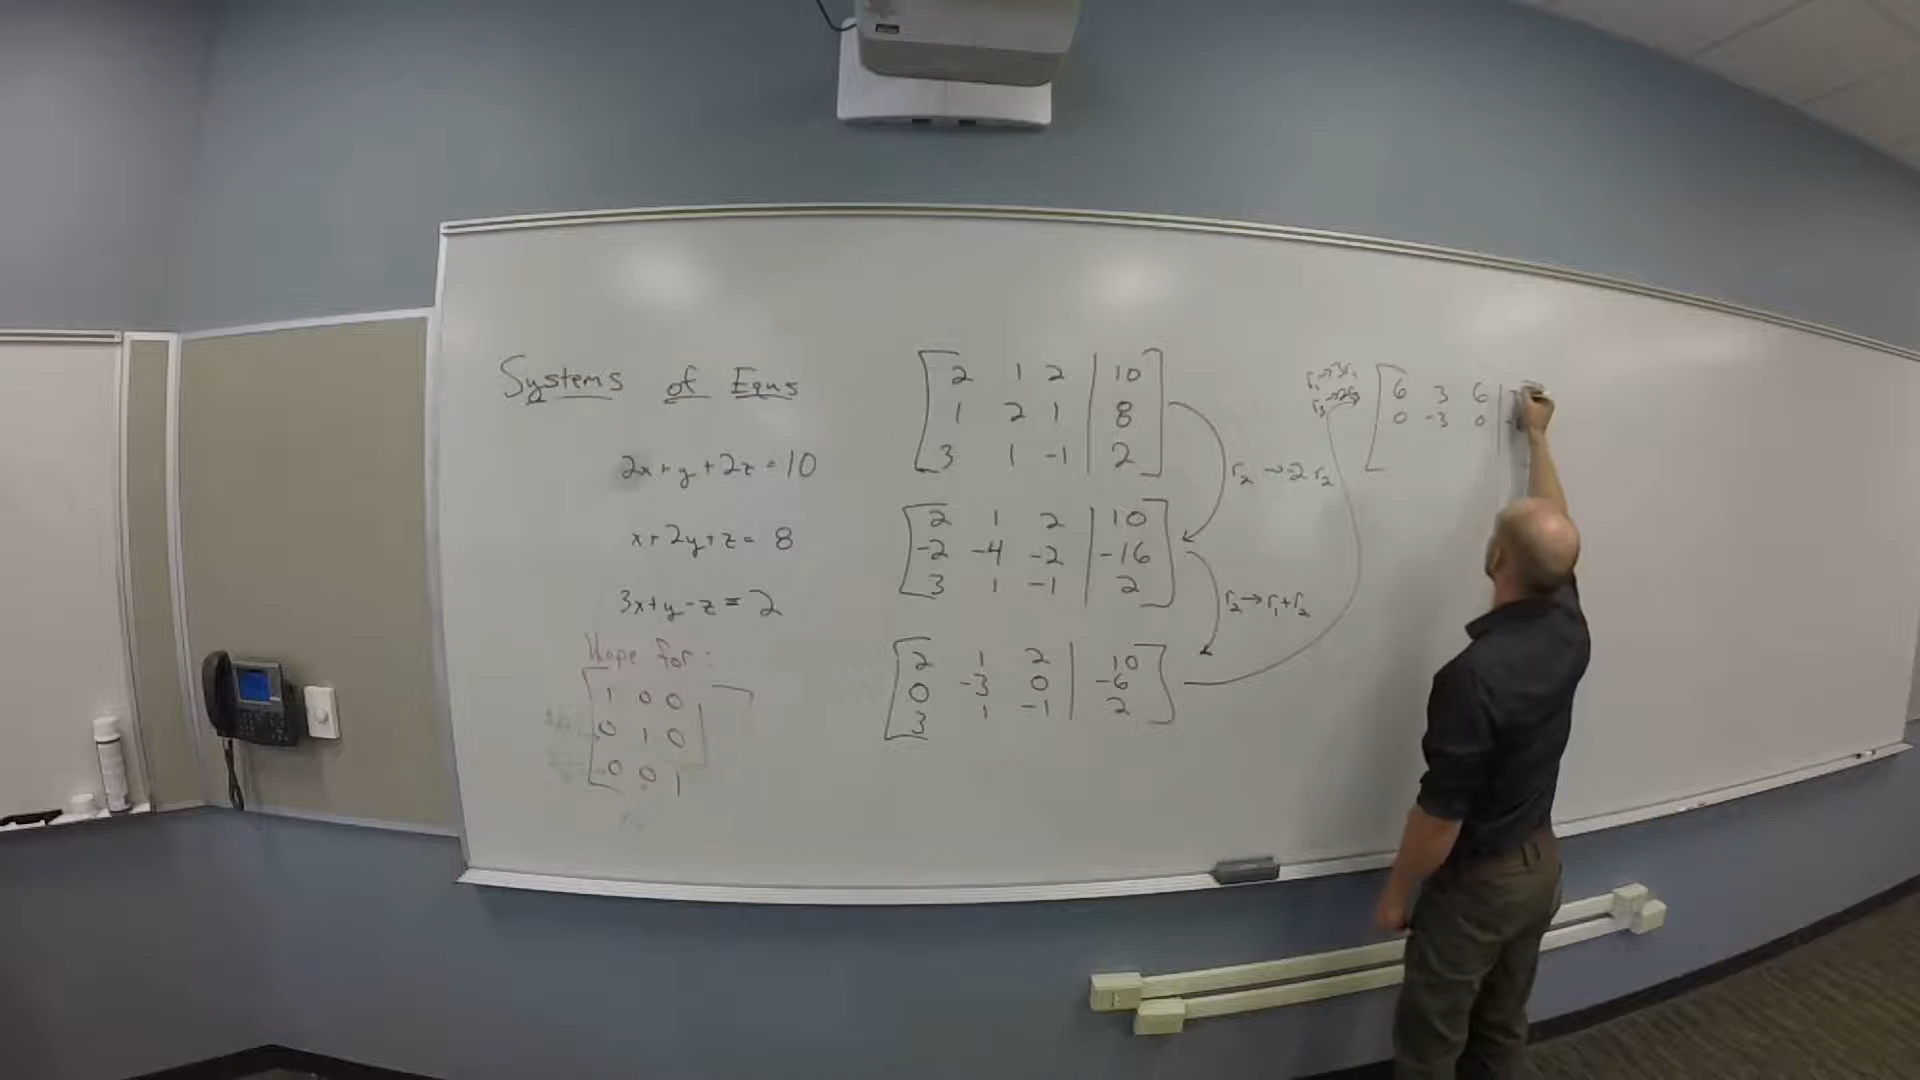 Systems of Eqns
2x+y+2z=10
x+2y+z=8
3x+y-z=2
Hope for:
1 0 0
0 1 0
0 0 1
2 1 2 | 10
1 2 1 | 8
3 1 -1 | 2
r₂ → -2 r₂
2 1 2 | 10
-2 -4 -2 | -16
3 1 -1 | 2
r₂ → r₁+r₂
2 1 2 | 10
0 -3 0 | -6
3 1 -1 | 2
r₁→3r₁
6 3 6 |
0 -3 0 |